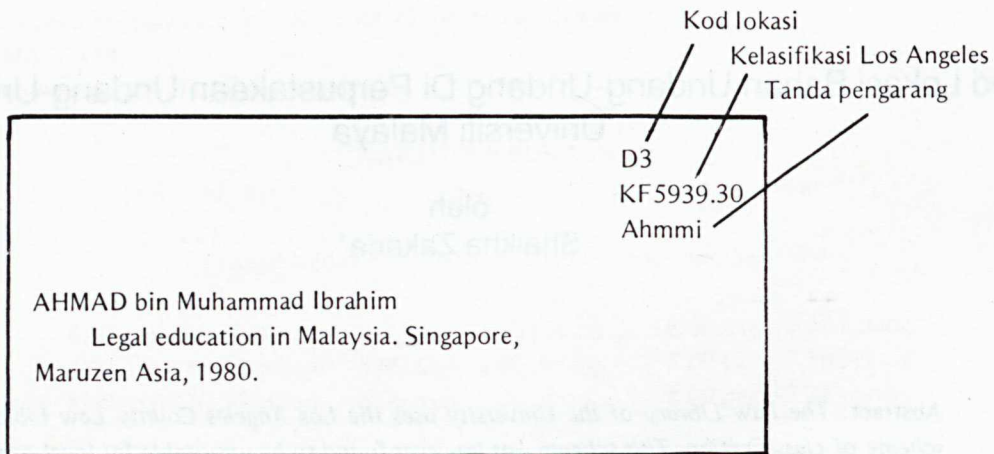 Kod lokasi
Kelasifikasi Los Angeles
Tanda pengarang
D3
KF5939.30
Ahmmi
AHMAD bin Muhammad Ibrahim
Legal education in Malaysia. Singapore,
Maruzen Asia, 1980.